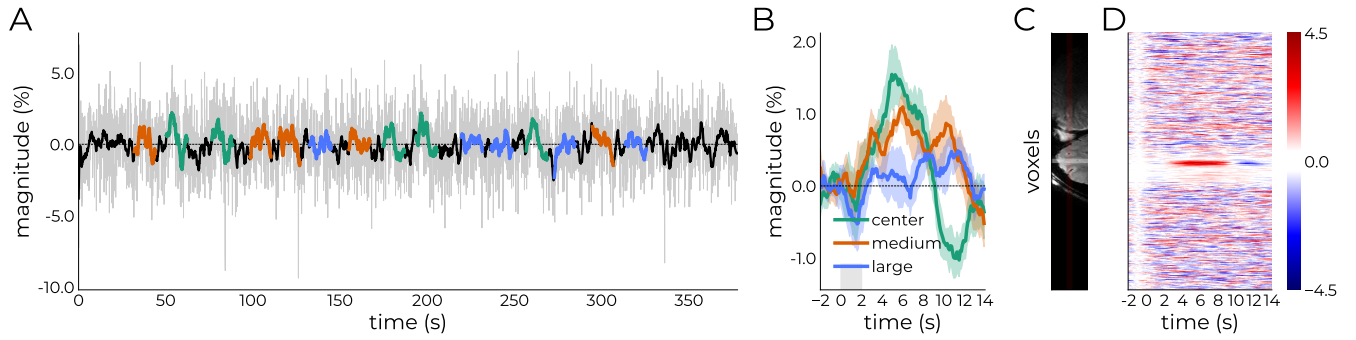 A
magnitude (%)
5.0
0.0
-5.0
-10.0
0 50 100 150 200 250 300 350
time (s)
B
magnitude (%)
2.0
1.0
0.0
-1.0
center
medium
large
−2 0 2 4 6 8 10 12 14
time (s)
C
voxels
D
-2 0 2 4 6 8 10 12 14
time (s)
4.5
0.0
−4.5